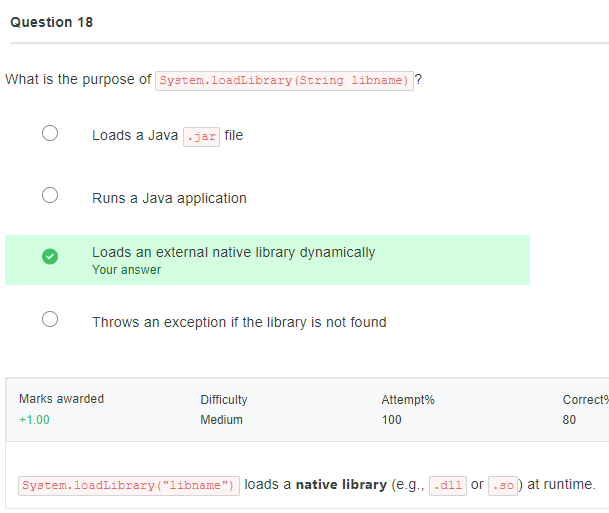 Question 18
What is the purpose of System.loadLibrary(String libname) ?
Loads a Java .jar file
Runs a Java application
Loads an external native library dynamically
Your answer
Throws an exception if the library is not found
Marks awarded Difficulty Attempt% Correct%
+1.00 Medium 100 80
System.loadLibrary("libname") loads a native library (e.g., .dll or .so ) at runtime.